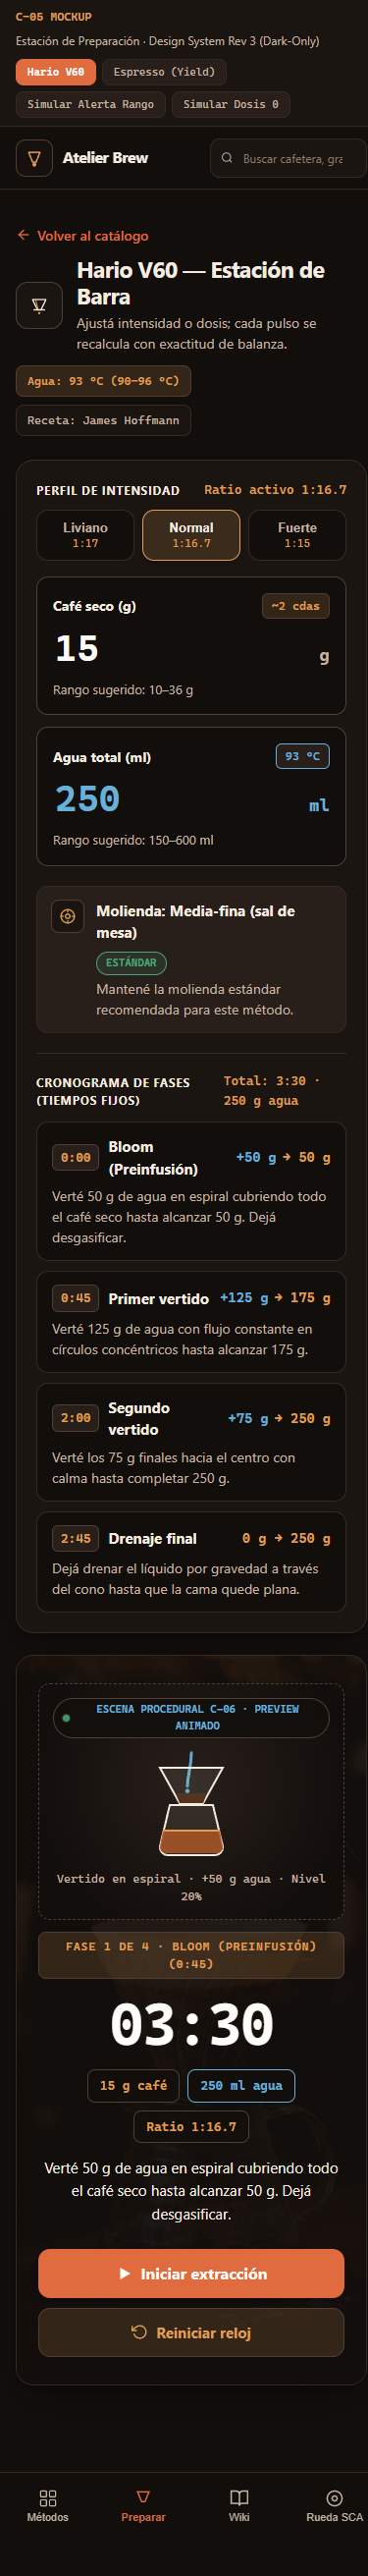 C-05 MOCKUP
Estación de Preparación · Design System Rev 3 (Dark-Only)
Hario V60
Espresso (Yield)
Simular Alerta Rango
Simular Dosis 0
Atelier Brew
Buscar cafetera, gra
← Volver al catálogo
Hario V60 — Estación de
Barra
Ajustá intensidad o dosis; cada pulso se
recalcula con exactitud de balanza.
Agua: 93 °C (90–96 °C)
Receta: James Hoffmann
PERFIL DE INTENSIDAD
Ratio activo 1:16.7
Liviano
1:17
Normal
1:16.7
Fuerte
1:15
Café seco (g)
~2 cdas
15
g
Rango sugerido: 10–36 g
Agua total (ml)
93 °C
250
ml
Rango sugerido: 150–600 ml
Molienda: Media-fina (sal de
mesa)
ESTÁNDAR
Mantené la molienda estándar
recomendada para este método.
CRONOGRAMA DE FASES
(TIEMPOS FIJOS)
Total: 3:30 ·
250 g agua
0:00
Bloom
(Preinfusión)
+50 g → 50 g
Verté 50 g de agua en espiral cubriendo todo
el café seco hasta alcanzar 50 g. Dejá
desgasificar.
0:45
Primer vertido
+125 g → 175 g
Verté 125 g de agua con flujo constante en
círculos concéntricos hasta alcanzar 175 g.
2:00
Segundo
vertido
+75 g → 250 g
Verté los 75 g finales hacia el centro con
calma hasta completar 250 g.
2:45
Drenaje final
0 g → 250 g
Dejá drenar el líquido por gravedad a través
del cono hasta que la cama quede plana.
ESCENA PROCEDURAL C-06 · PREVIEW
ANIMADO
Vertido en espiral · +50 g agua · Nivel
20%
FASE 1 DE 4 · BLOOM (PREINFUSIÓN)
(0:45)
03:30
15 g café
250 ml agua
Ratio 1:16.7
Verté 50 g de agua en espiral cubriendo todo
el café seco hasta alcanzar 50 g. Dejá
desgasificar.
Iniciar extracción
Reiniciar reloj
Métodos
Preparar
Wiki
Rueda SCA